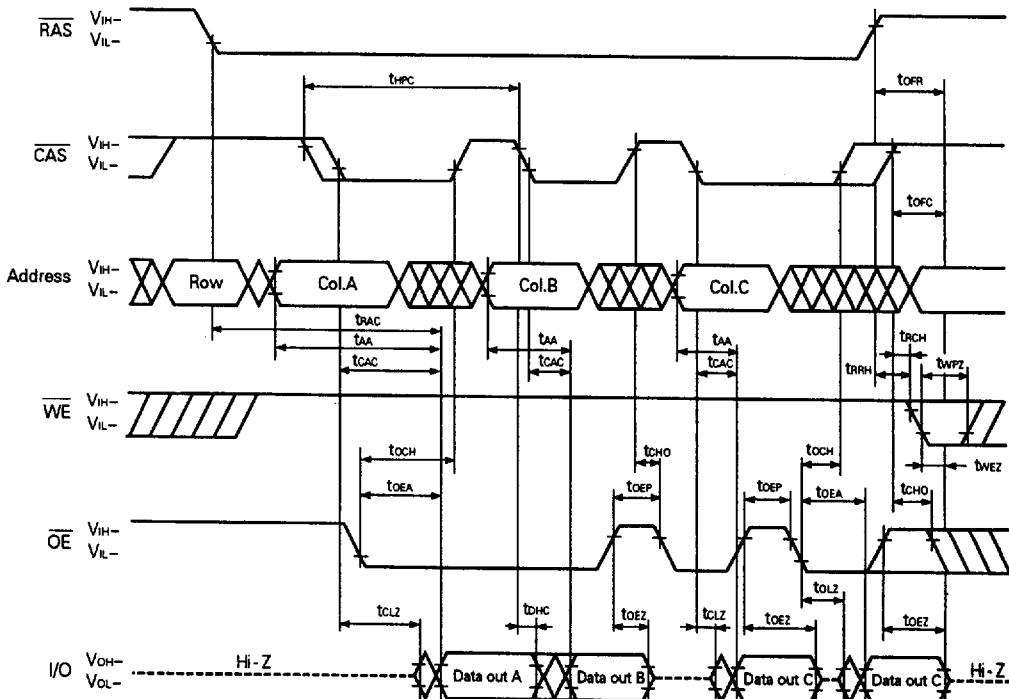 RAS
VIH–
VIL–
tHPC
tOFR
CAS
VIH–
VIL–
tOFC
Address
VIH–
VIL–
Row
Col.A
Col.B
Col.C
tRAC
tAA
tCAC
tAA
tCAC
tAA
tCAC
tRCH
tRRH
tWPZ
WE
VIH–
VIL–
tWEZ
tOCH
tOEA
tCHO
tOEP
tOEP
tOCH
tOEA
tCHO
OE
VIH–
VIL–
tCLZ
tDHC
tOEZ
tCLZ
tOEZ
tOLZ
tOEZ
I/O
VOH–
VOL–
Hi-Z
Data out A
Data out B
Data out C
Data out C
Hi-Z